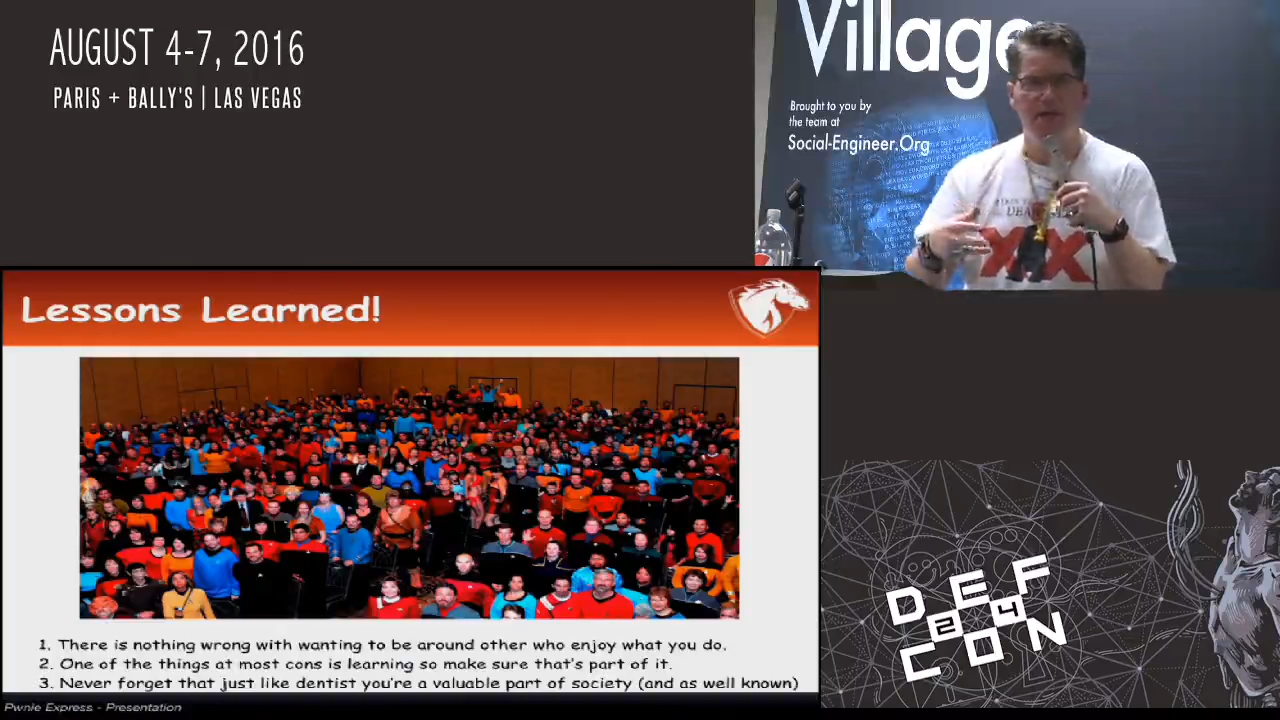 AUGUST 4-7, 2016
PARIS + BALLY'S | LAS VEGAS
Village
Brought to you by
the team at
Social-Engineer.Org
Lessons Learned!
1. There is nothing wrong with wanting to be around other who enjoy what you do.
2. One of the things at most cons is learning so make sure that's part of it.
3. Never forget that just like dentist you're a valuable part of society (and as well known)
Pwnie Express - Presentation
DEF
24
CON